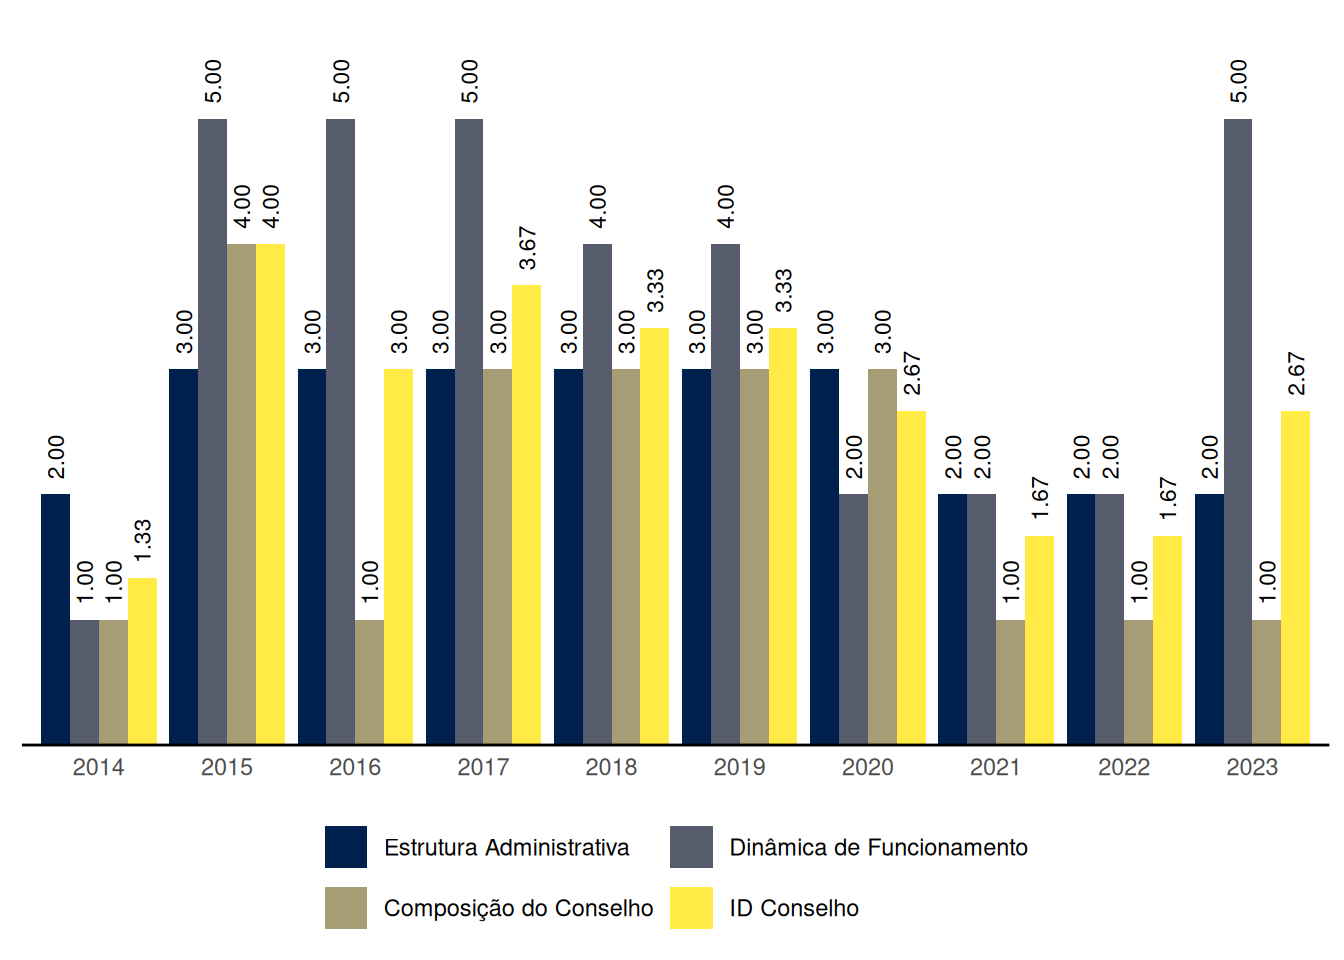 2.00 1.00 1.00 1.33
3.00 5.00 4.00 4.00
3.00 5.00 1.00 3.00
3.00 5.00 3.00 3.67
3.00 4.00 3.00 3.33
3.00 4.00 3.00 3.33
3.00 2.00 3.00 2.67
2.00 2.00 1.00 1.67
2.00 2.00 1.00 1.67
2.00 5.00 1.00 2.67
2014 2015 2016 2017 2018 2019 2020 2021 2022 2023
Estrutura Administrativa Dinâmica de Funcionamento
Composição do Conselho ID Conselho